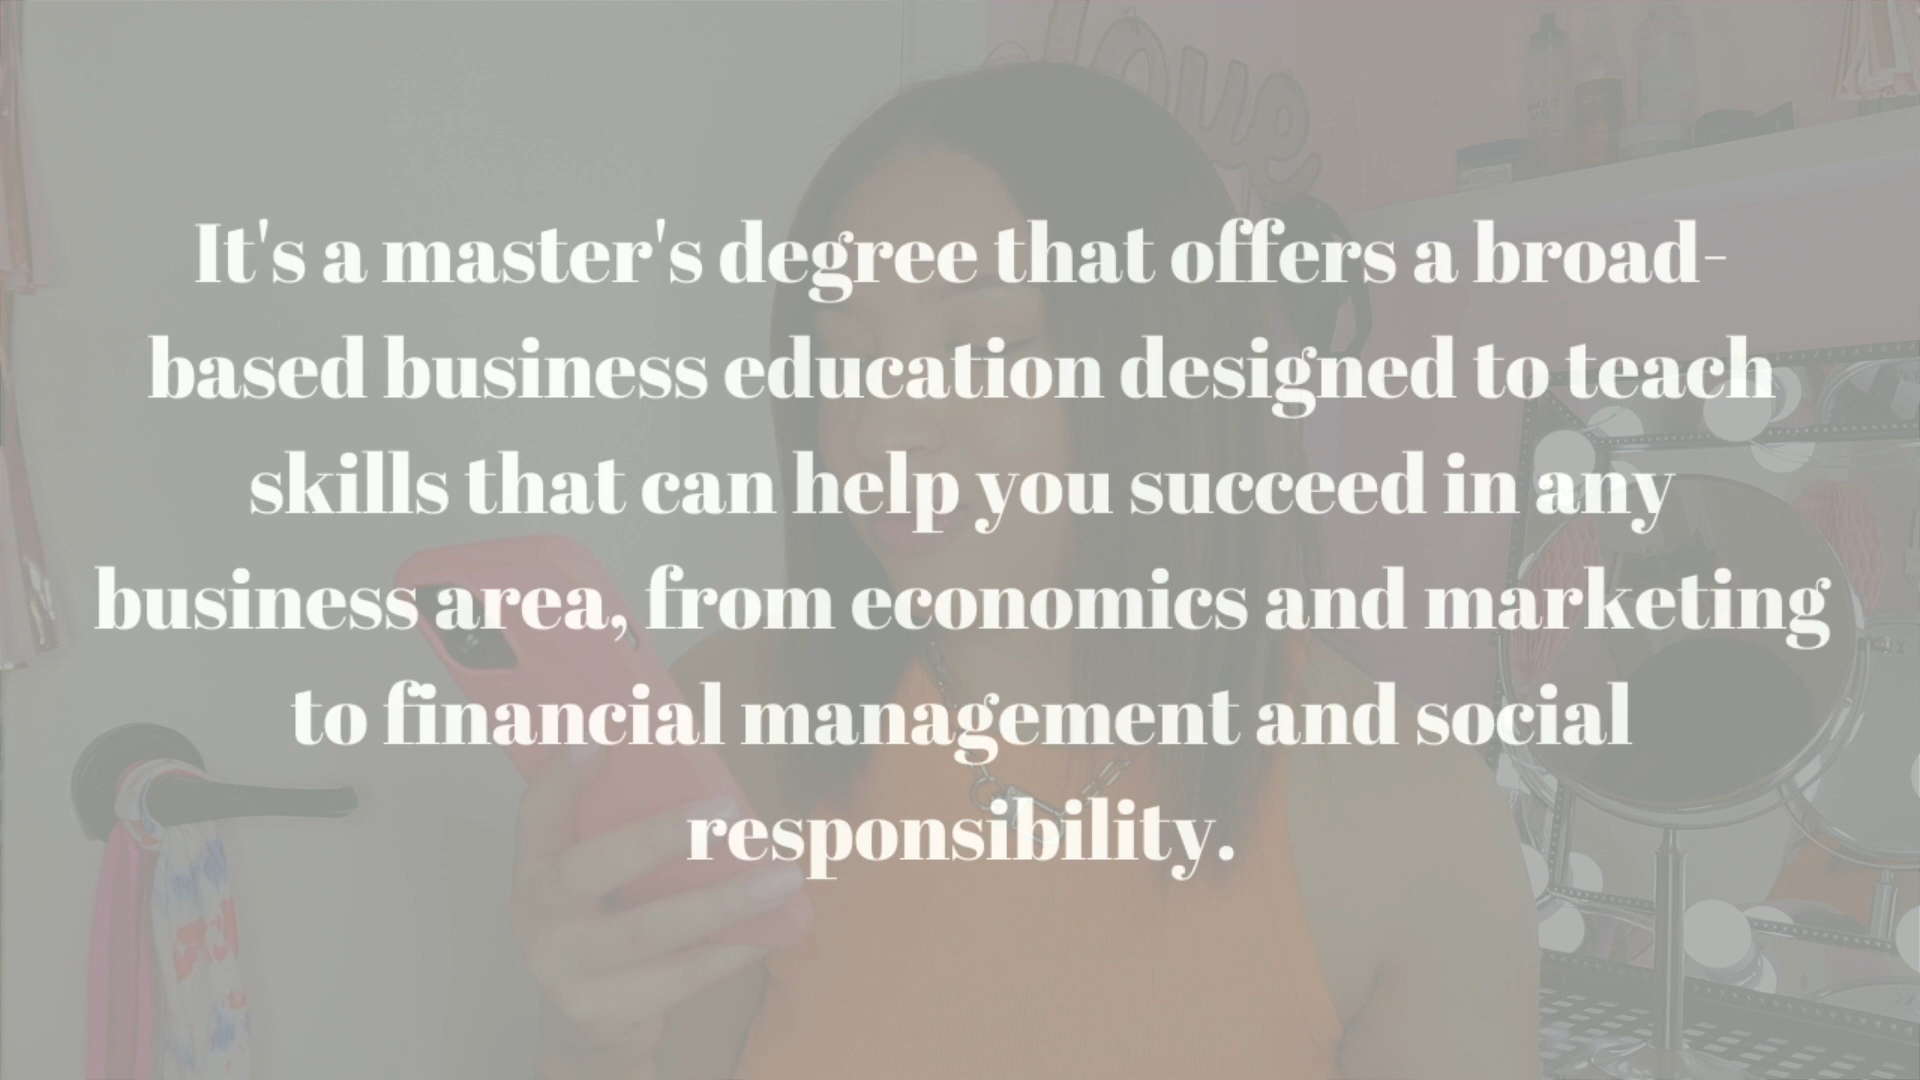 love
It's a master's degree that offers a broad-
based business education designed to teach
skills that can help you succeed in any
business area, from economics and marketing
to financial management and social
responsibility.